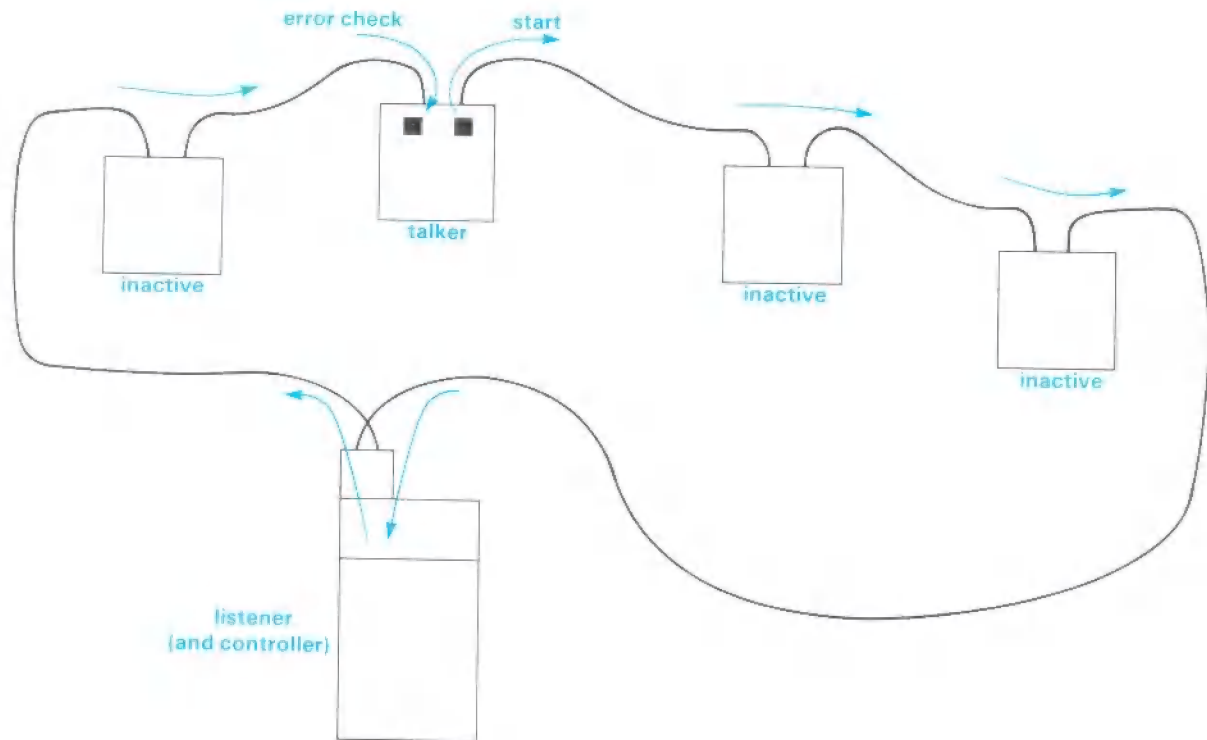 error check
start
talker
inactive
inactive
inactive
listener
(and controller)